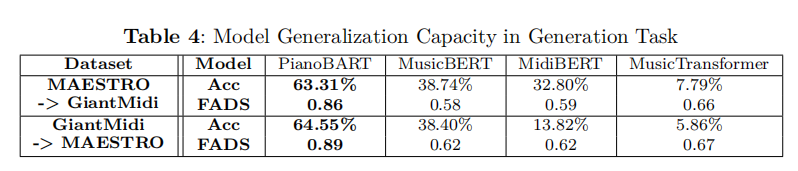 Table 4: Model Generalization Capacity in Generation Task
Dataset Model PianoBART MusicBERT MidiBERT MusicTransformer
MAESTRO Acc 63.31% 38.74% 32.80% 7.79%
-> GiantMidi FADS 0.86 0.58 0.59 0.66
GiantMidi Acc 64.55% 38.40% 13.82% 5.86%
-> MAESTRO FADS 0.89 0.62 0.62 0.67